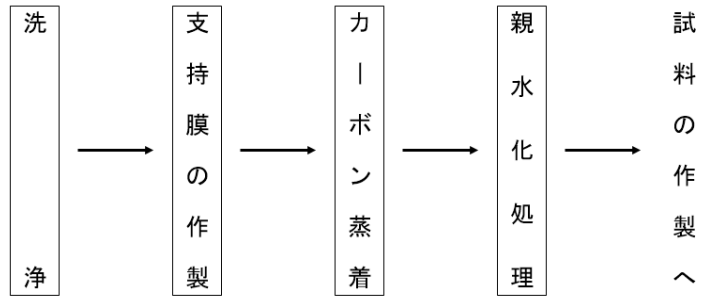 洗浄
支持膜の作製
カーボン蒸着
親水化処理
試料の作製へ